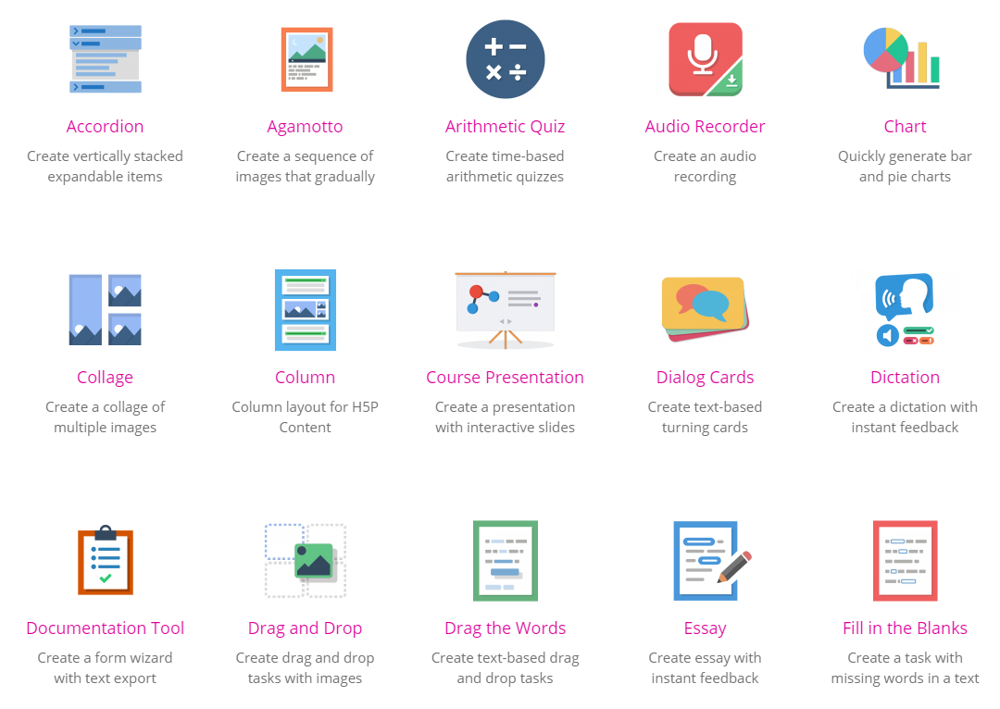 Accordion
Create vertically stacked
expandable items
Agamotto
Create a sequence of
images that gradually
Arithmetic Quiz
Create time-based
arithmetic quizzes
Audio Recorder
Create an audio
recording
Chart
Quickly generate bar
and pie charts
Collage
Create a collage of
multiple images
Column
Column layout for H5P
Content
Course Presentation
Create a presentation
with interactive slides
Dialog Cards
Create text-based
turning cards
Dictation
Create a dictation with
instant feedback
Documentation Tool
Create a form wizard
with text export
Drag and Drop
Create drag and drop
tasks with images
Drag the Words
Create text-based drag
and drop tasks
Essay
Create essay with
instant feedback
Fill in the Blanks
Create a task with
missing words in a text